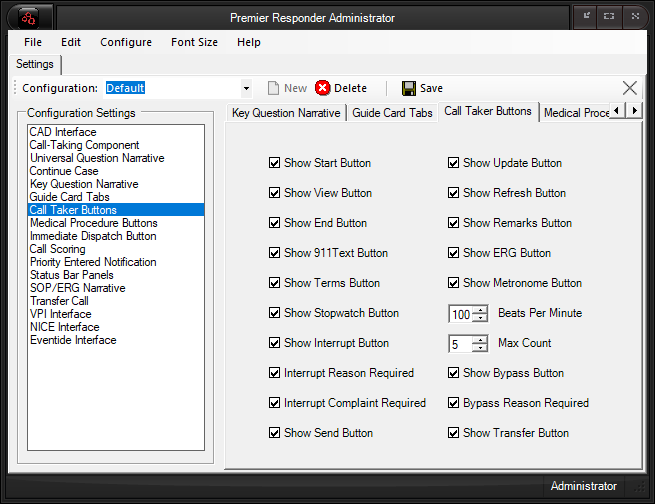 Premier Responder Administrator
File Edit Configure Font Size Help
Settings
Configuration: Default New Delete Save
Configuration Settings
CAD Interface
Call-Taking Component
Universal Question Narrative
Continue Case
Key Question Narrative
Guide Card Tabs
Call Taker Buttons
Medical Procedure Buttons
Immediate Dispatch Button
Call Scoring
Priority Entered Notification
Status Bar Panels
SOP/ERG Narrative
Transfer Call
VPI Interface
NICE Interface
Eventide Interface
Key Question Narrative Guide Card Tabs Call Taker Buttons Medical Proce
Show Start Button Show Update Button
Show View Button Show Refresh Button
Show End Button Show Remarks Button
Show 911Text Button Show ERG Button
Show Terms Button Show Metronome Button
Show Stopwatch Button 100 Beats Per Minute
Show Interrupt Button 5 Max Count
Interrupt Reason Required Show Bypass Button
Interrupt Complaint Required Bypass Reason Required
Show Send Button Show Transfer Button
Administrator